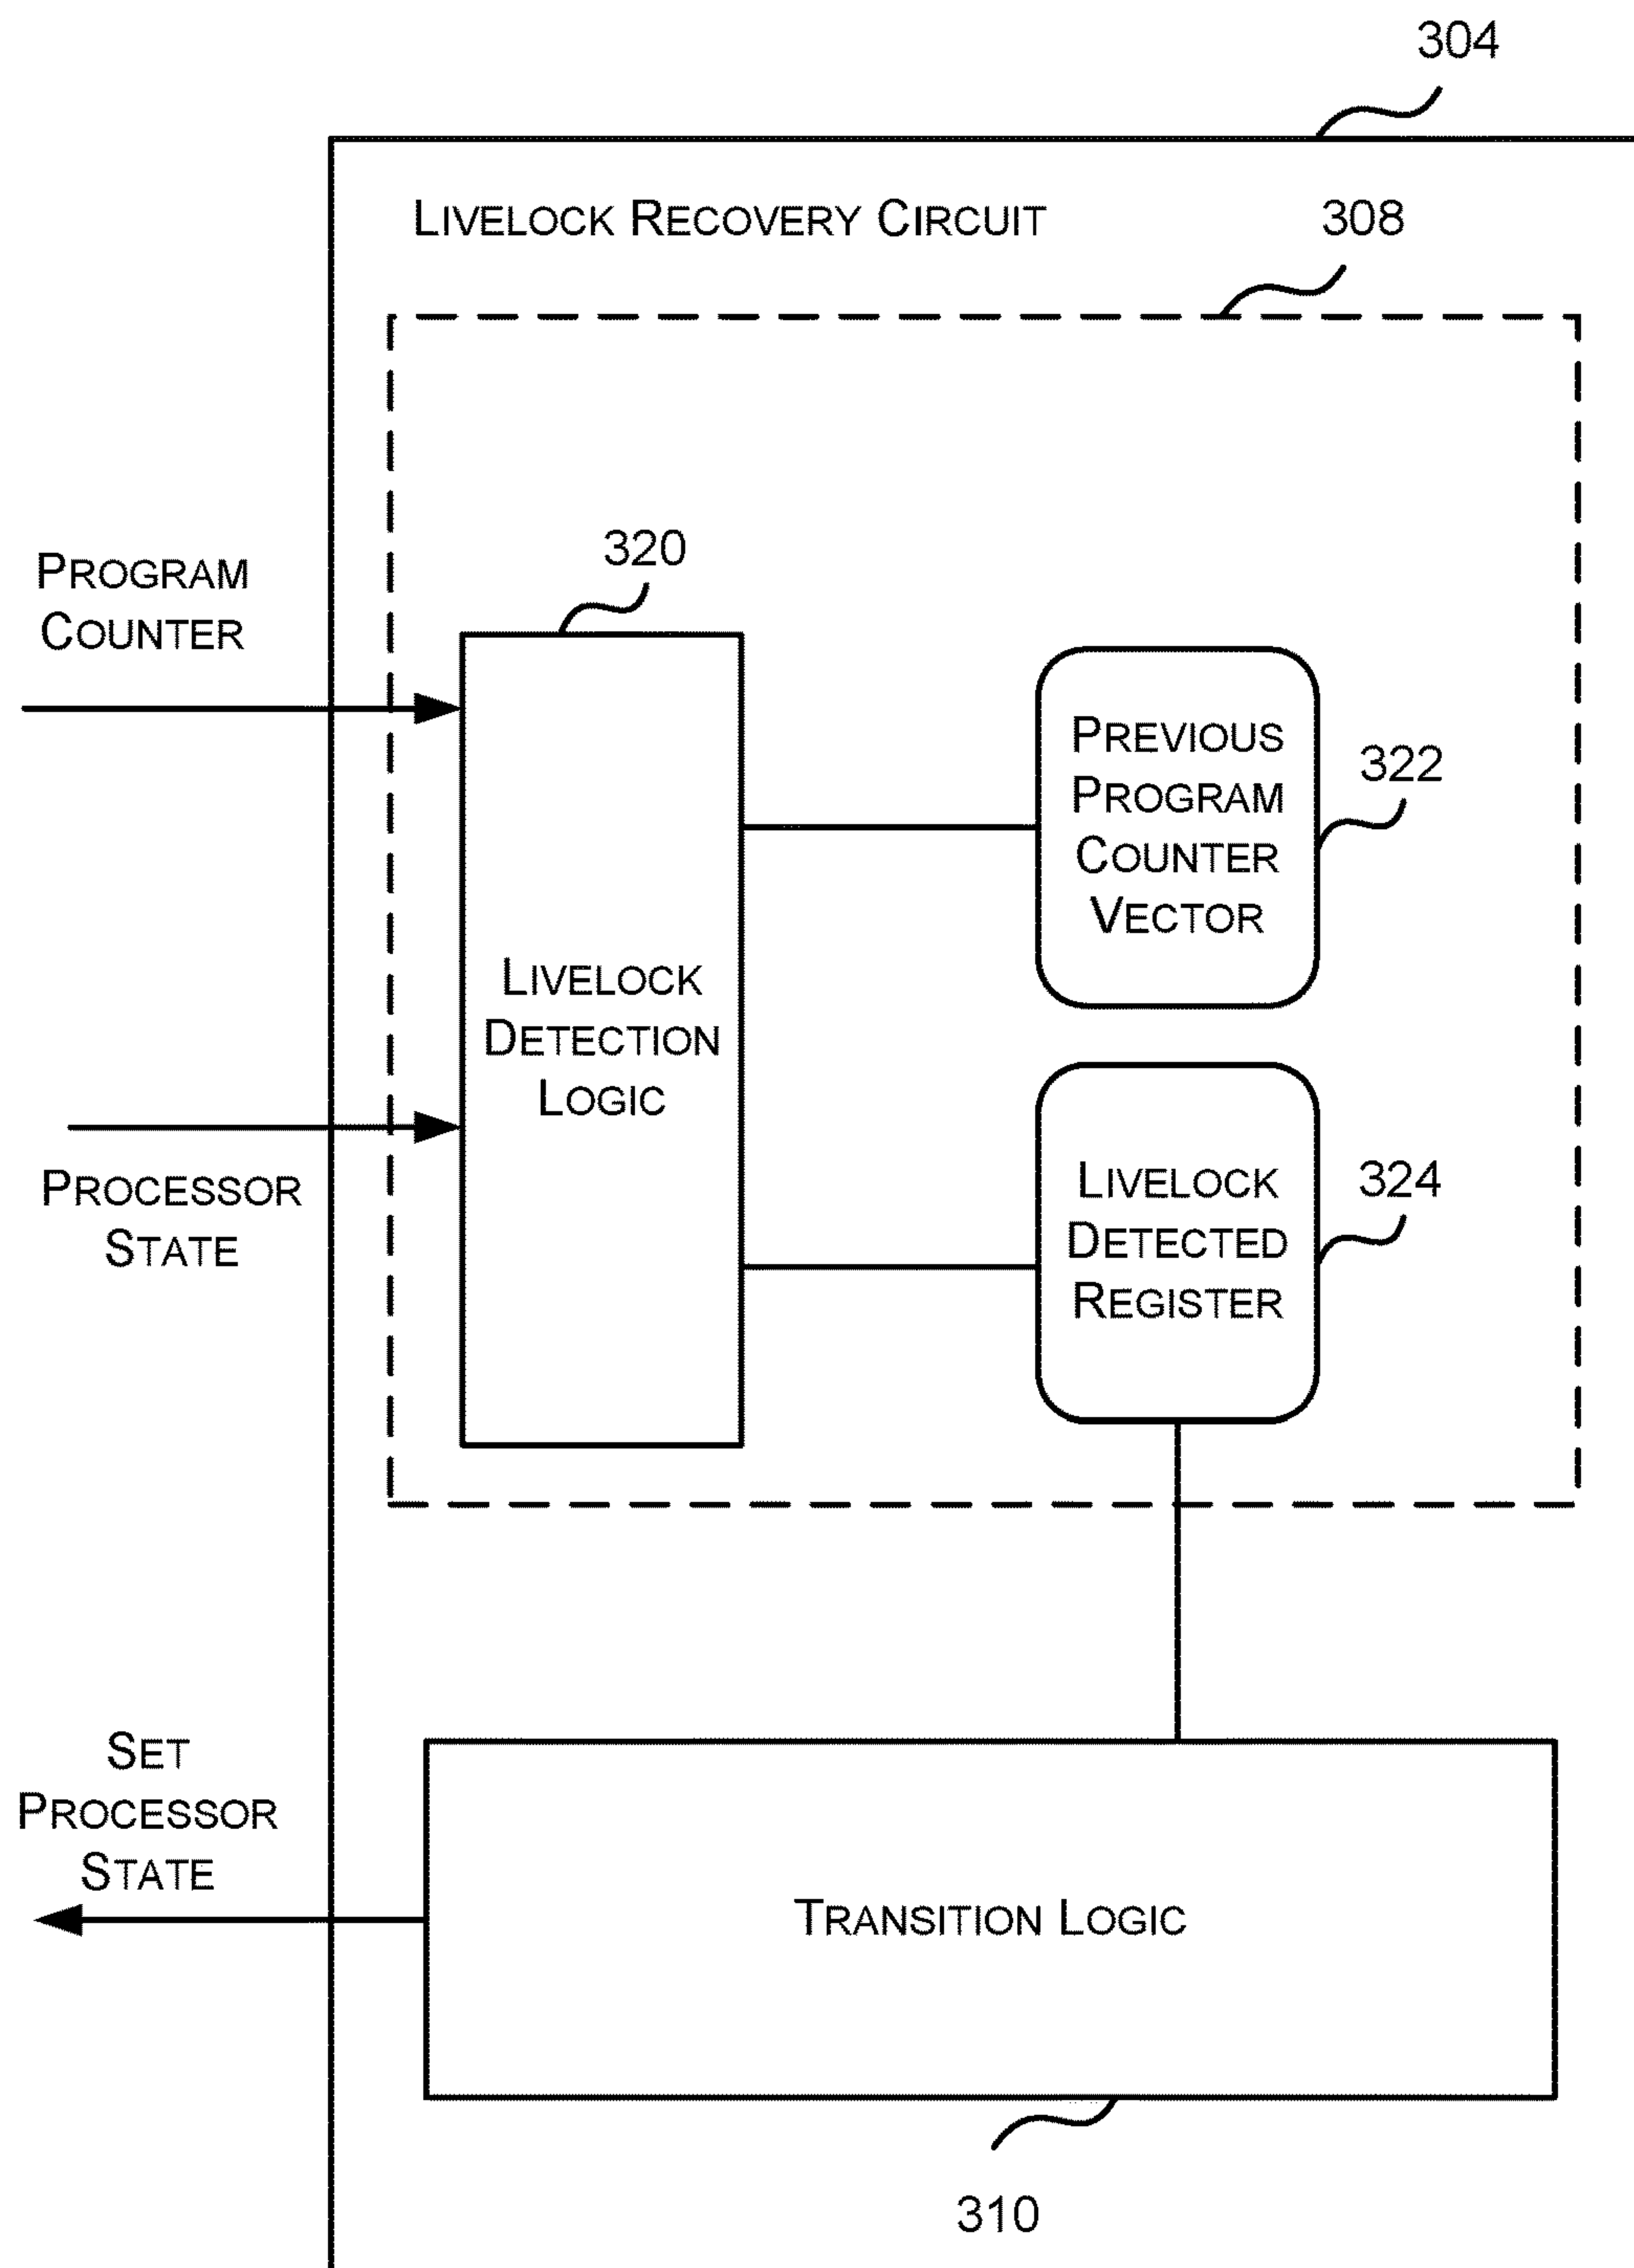 304
LIVELOCK RECOVERY CIRCUIT
308
320
PROGRAM
COUNTER
PREVIOUS
PROGRAM
COUNTER
VECTOR
322
LIVELOCK
DETECTION
LOGIC
PROCESSOR
STATE
LIVELOCK
DETECTED
REGISTER
324
SET
PROCESSOR
STATE
TRANSITION LOGIC
310